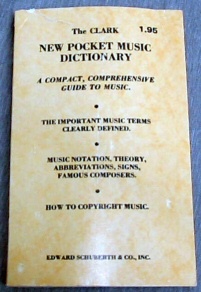 The CLARK 1.95
NEW POCKET MUSIC
DICTIONARY
A COMPACT, COMPREHENSIVE
GUIDE TO MUSIC.
•
THE IMPORTANT MUSIC TERMS
CLEARLY DEFINED.
•
MUSIC NOTATION, THEORY,
ABBREVIATIONS, SIGNS,
FAMOUS COMPOSERS.
•
HOW TO COPYRIGHT MUSIC.
EDWARD SCHUBERTH & CO., INC.